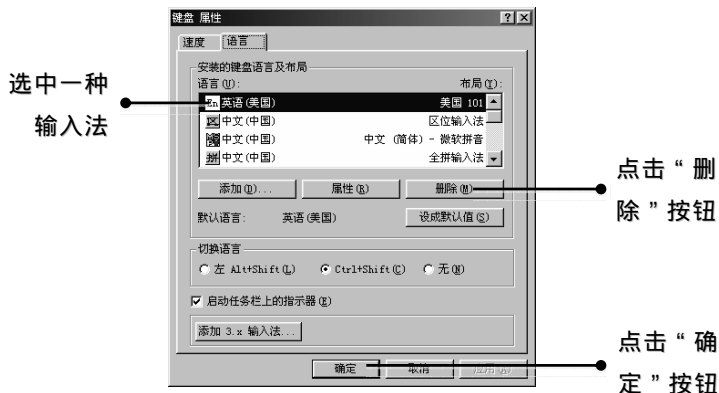 键盘 属性
速度 语言
安装的键盘语言及布局
语言(U): 布局(Y):
En 英语(美国) 美国 101
区 中文(中国) 区位输入法
中文(中国) 中文 (简体) - 微软拼音
拼 中文(中国) 全拼输入法
添加(D)... 属性(R) 删除(M)
默认语言: 英语(美国) 设成默认值(S)
切换语言
左 Alt+Shift(L) Ctrl+Shift(C) 无(N)
启动任务栏上的指示器(E)
添加 3.x 输入法...
确定 取消 应用(A)
选中一种
输入法
点击“删
除”按钮
点击“确
定”按钮